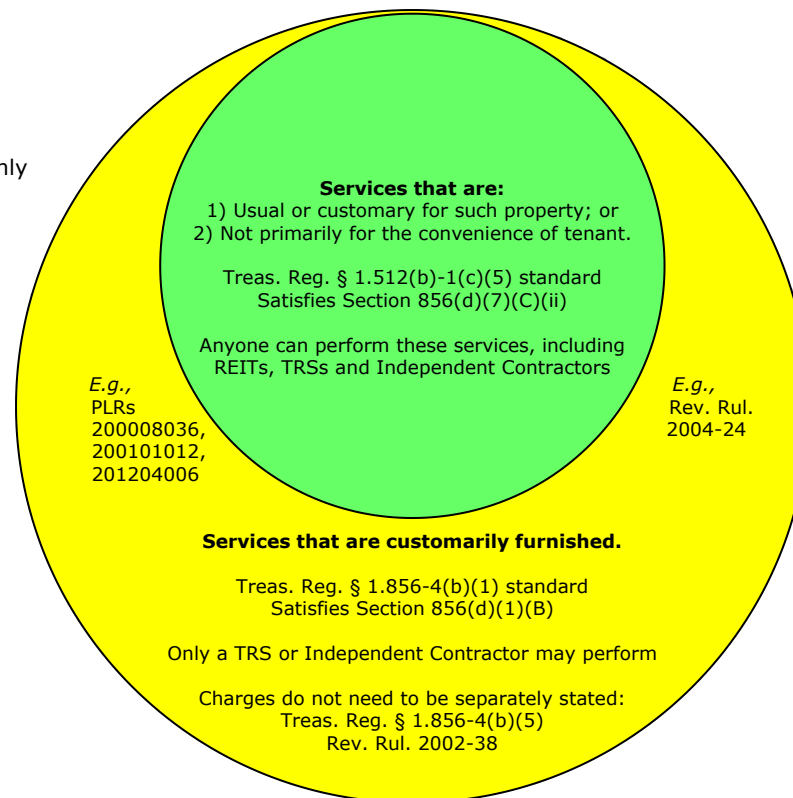 Services that are:
1) Usual or customary for such property; or
2) Not primarily for the convenience of tenant.
Treas. Reg. § 1.512(b)-1(c)(5) standard
Satisfies Section 856(d)(7)(C)(ii)
Anyone can perform these services, including
REITs, TRSs and Independent Contractors
E.g.,
PLRs
200008036,
200101012,
201204006
E.g.,
Rev. Rul.
2004-24
Services that are customarily furnished.
Treas. Reg. § 1.856-4(b)(1) standard
Satisfies Section 856(d)(1)(B)
Only a TRS or Independent Contractor may perform
Charges do not need to be separately stated:
Treas. Reg. § 1.856-4(b)(5)
Rev. Rul. 2002-38